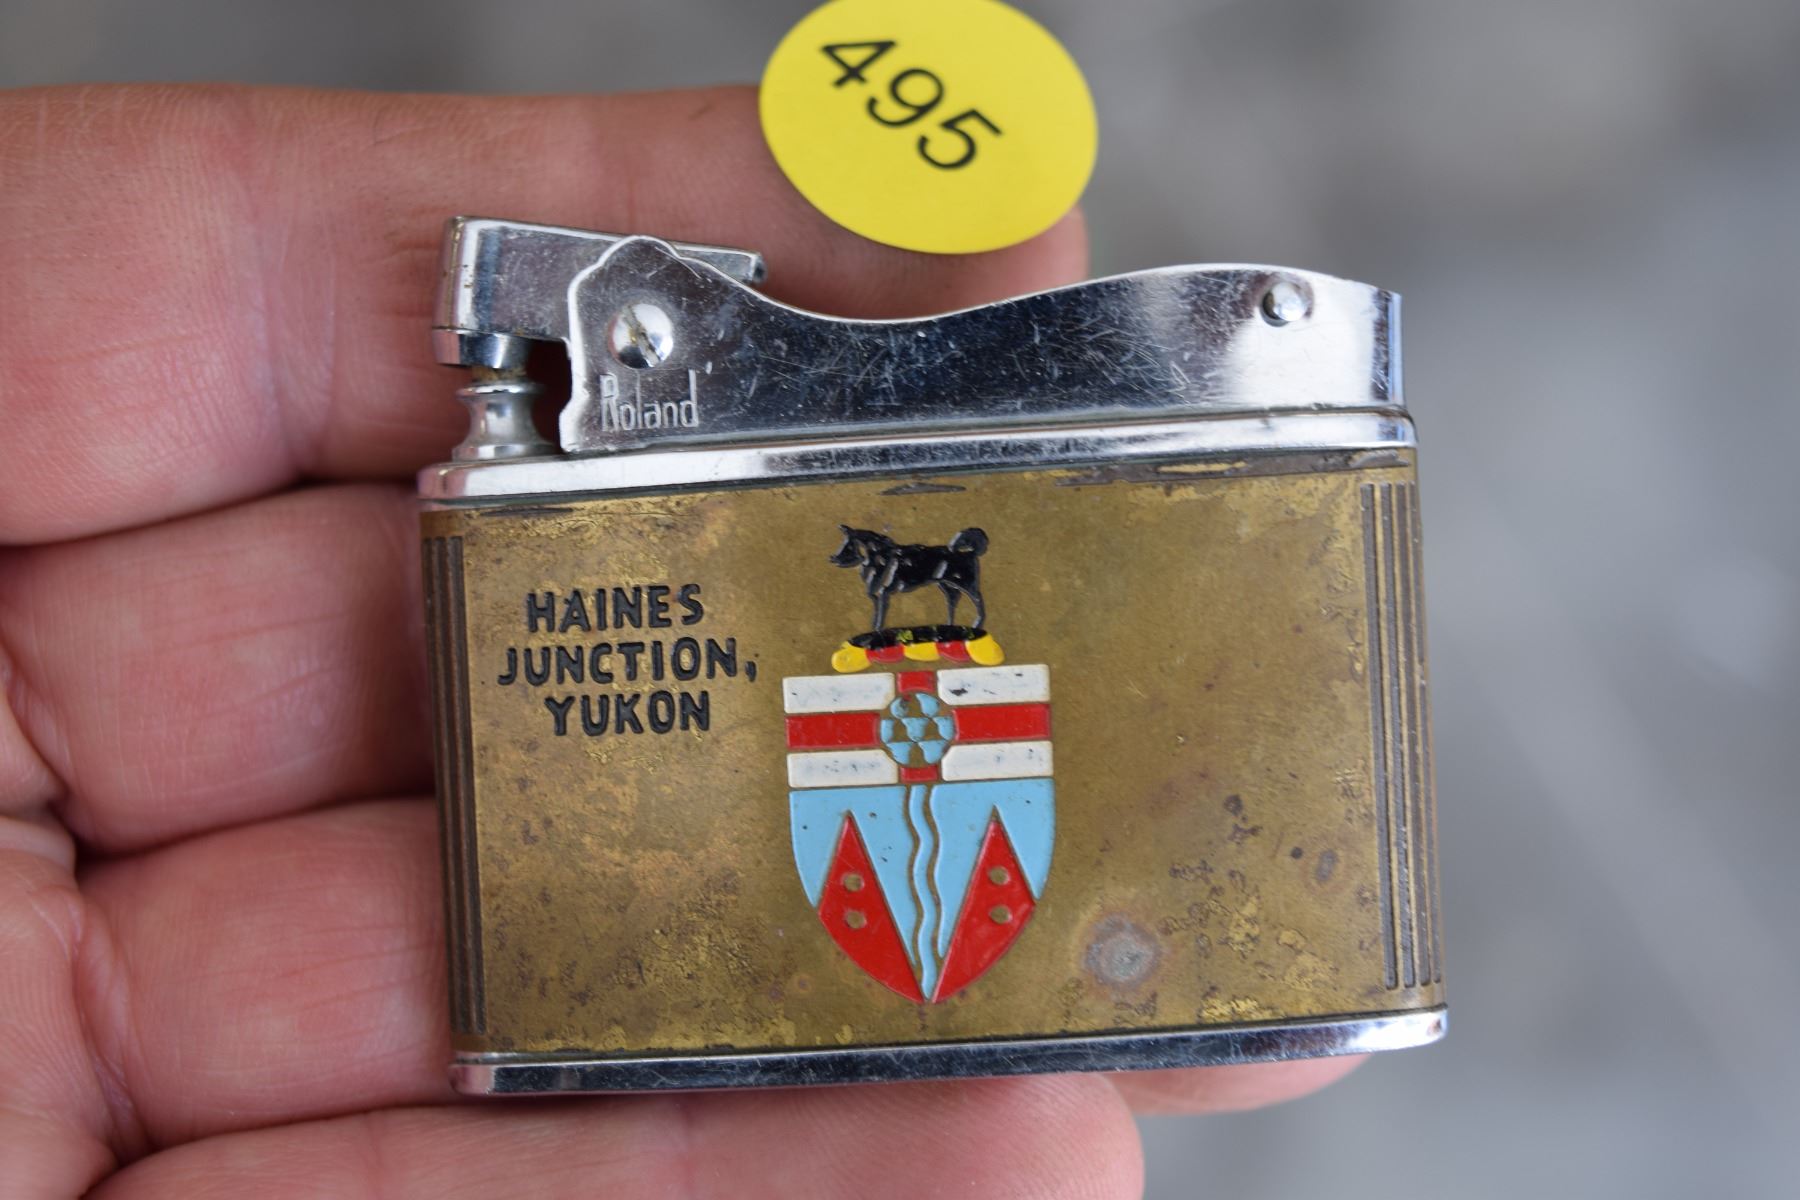 495
Roland
HAINES
JUNCTION,
YUKON